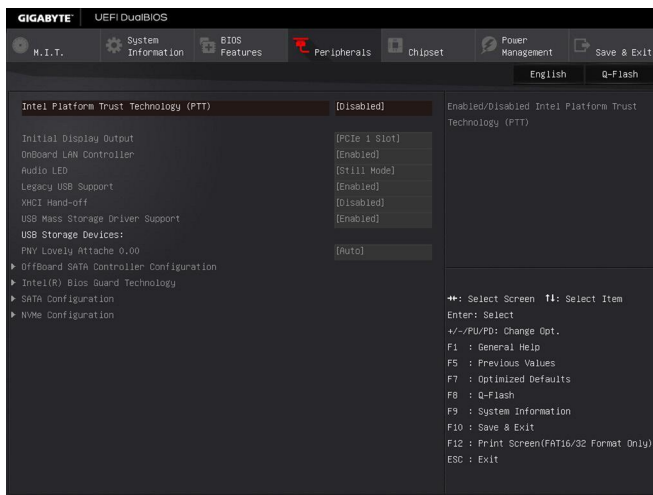 GIGABYTE™ UEFI DualBIOS
M.I.T.
System Information
BIOS Features
Peripherals
Chipset
Power Management
Save & Exit
English Q-Flash
Intel Platform Trust Technology (PTT) [Disabled]
Initial Display Output [PCIe 1 Slot]
OnBoard LAN Controller [Enabled]
Audio LED [Still Mode]
Legacy USB Support [Enabled]
XHCI Hand-off [Disabled]
USB Mass Storage Driver Support [Enabled]
USB Storage Devices:
PNY Lovely Attache 0.00 [Auto]
OffBoard SATA Controller Configuration
Intel(R) Bios Guard Technology
SATA Configuration
NVMe Configuration
Enabled/Disabled Intel Platform Trust
Technology (PTT)
→←: Select Screen ↑↓: Select Item
Enter: Select
+/-/PU/PD: Change Opt.
F1 : General Help
F5 : Previous Values
F7 : Optimized Defaults
F8 : Q-Flash
F9 : System Information
F10 : Save & Exit
F12 : Print Screen(FAT16/32 Format Only)
ESC : Exit